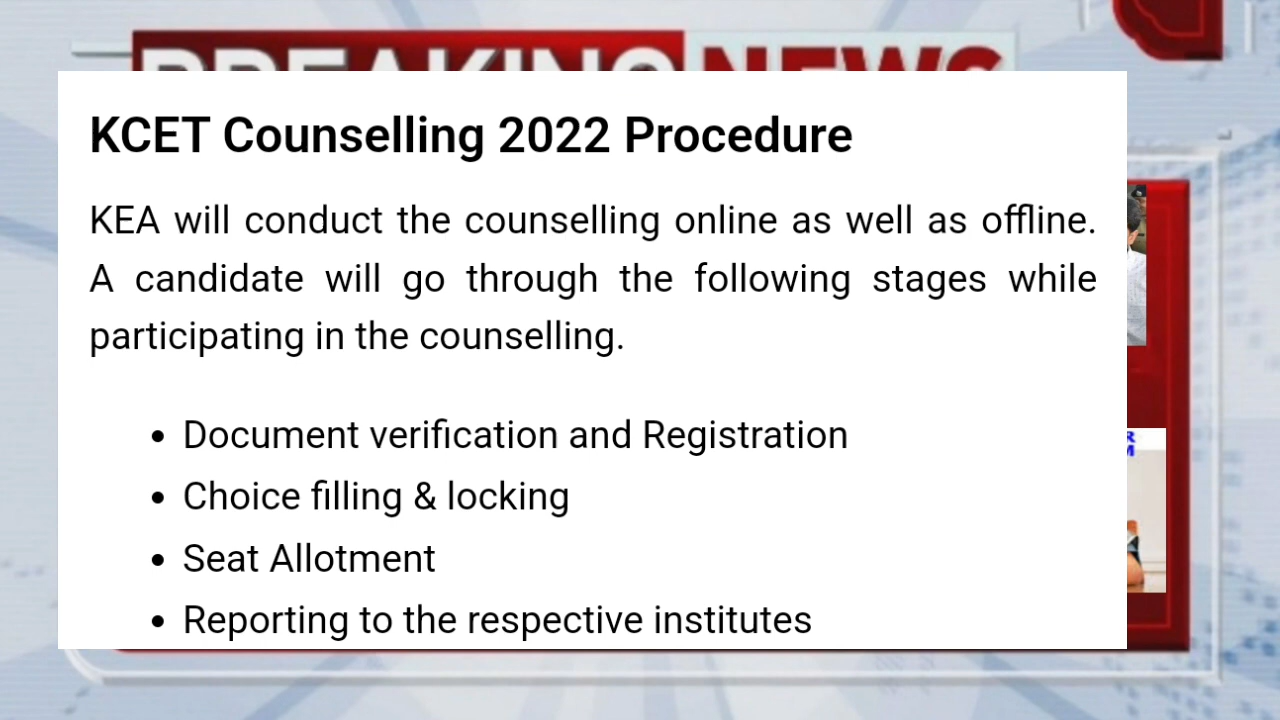 BREAKING NEWS
KCET Counselling 2022 Procedure
KEA will conduct the counselling online as well as offline.
A candidate will go through the following stages while
participating in the counselling.
• Document verification and Registration
• Choice filling & locking
• Seat Allotment
• Reporting to the respective institutes